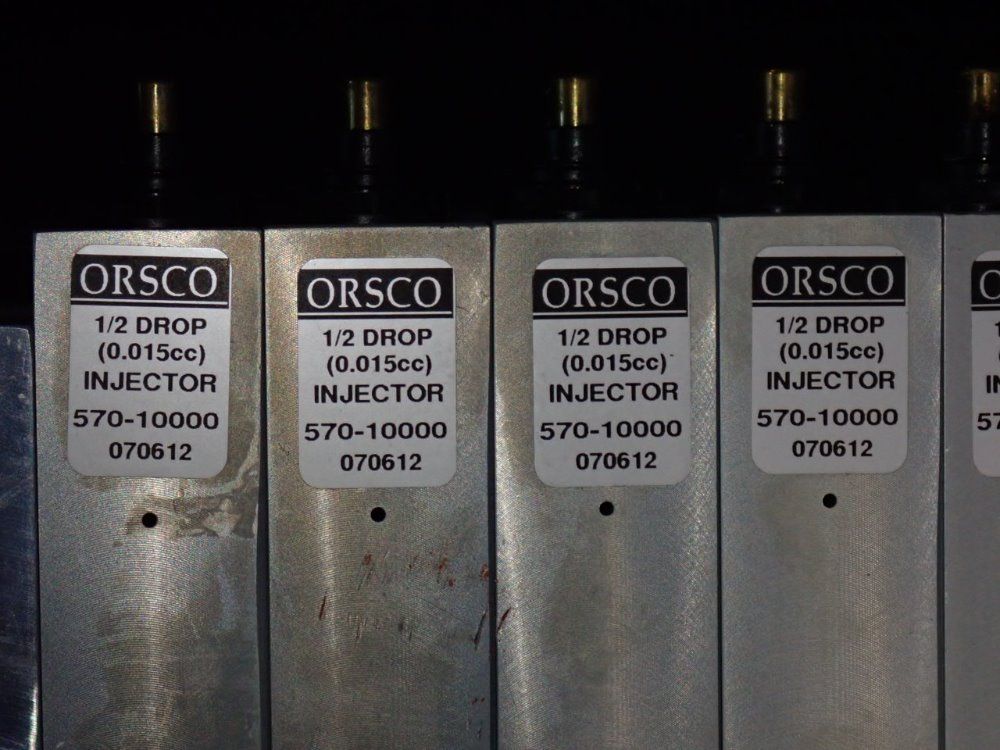 ORSCO
1/2 DROP
(0.015cc)
INJECTOR
570-10000
070612
ORSCO
1/2 DROP
(0.015cc)
INJECTOR
570-10000
070612
ORSCO
1/2 DROP
(0.015cc)
INJECTOR
570-10000
070612
ORSCO
1/2 DROP
(0.015cc)
INJECTOR
570-10000
070612